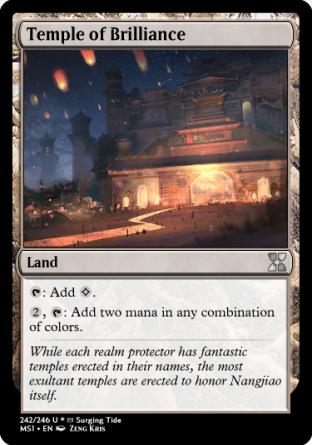 Temple of Brilliance
Land
: Add .
2, : Add two mana in any combination
of colors.
While each realm protector has fantastic
temples erected in their names, the most
exultant temples are erected to honor Nangjiao
itself.
242/246 U * Surging Tide
MS1 • EN Zeng Kris